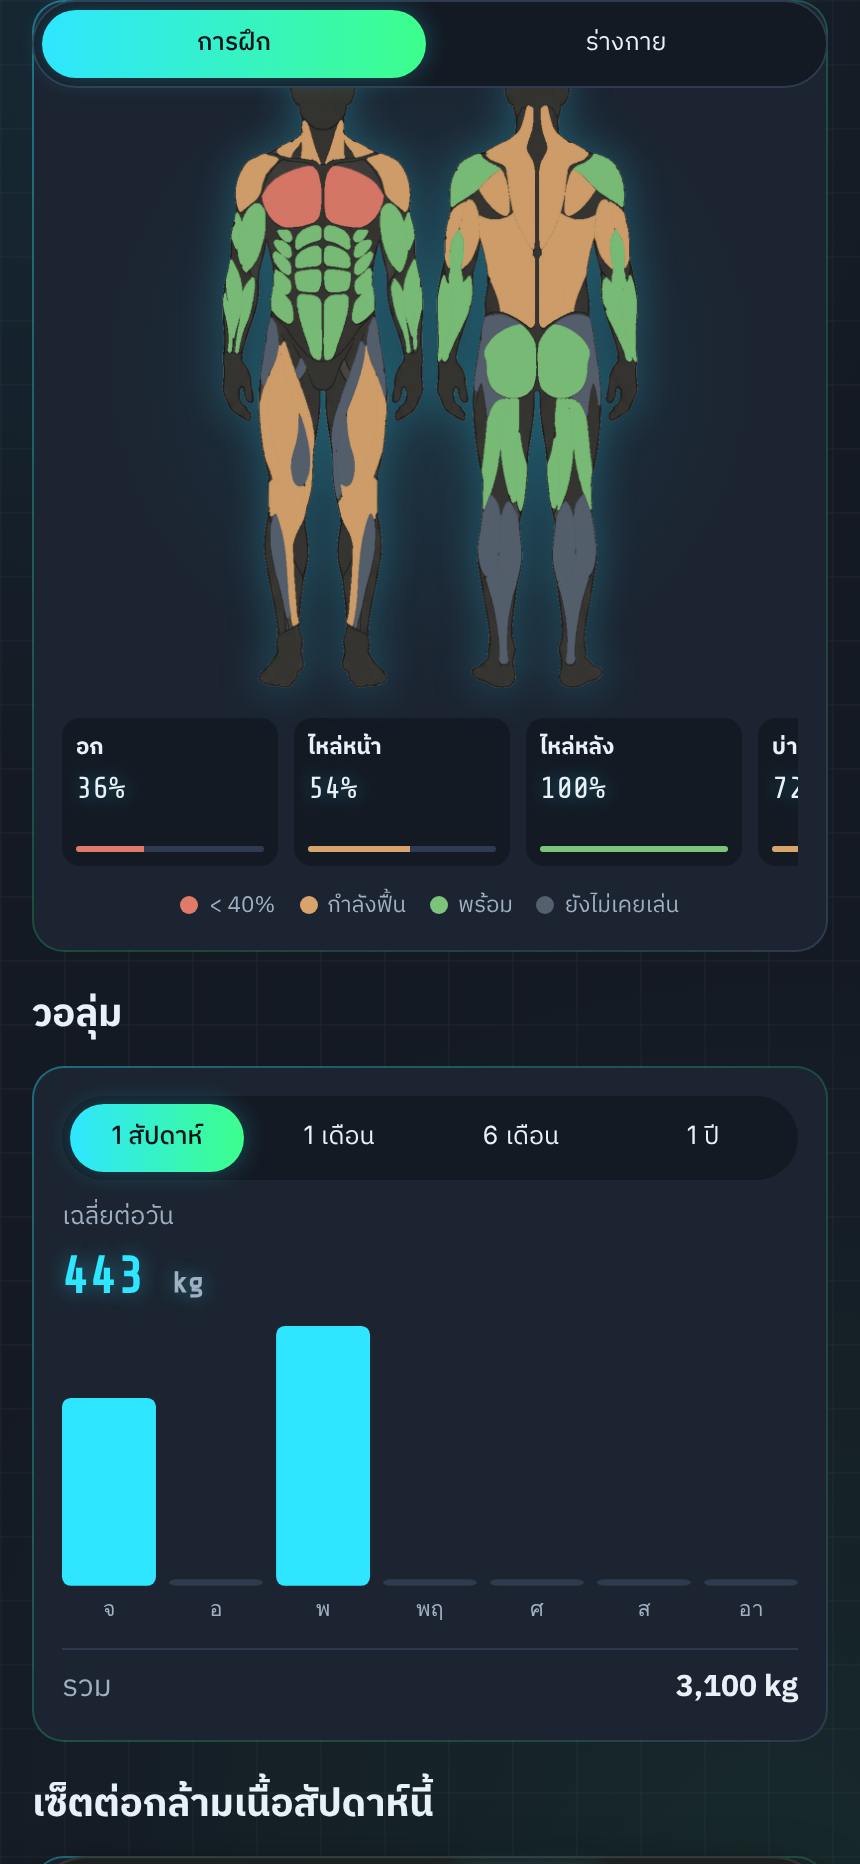 การฝึก
ร่างกาย
อก
36%
ไหล่หน้า
54%
ไหล่หลัง
100%
บ่า
72
< 40%
กำลังฟื้น
พร้อม
ยังไม่เคยเล่น
วอลุ่ม
1 สัปดาห์
1 เดือน
6 เดือน
1 ปี
เฉลี่ยต่อวัน
443 kg
จ
อ
พ
พฤ
ศ
ส
อา
รวม
3,100 kg
เซ็ตต่อกล้ามเนื้อสัปดาห์นี้